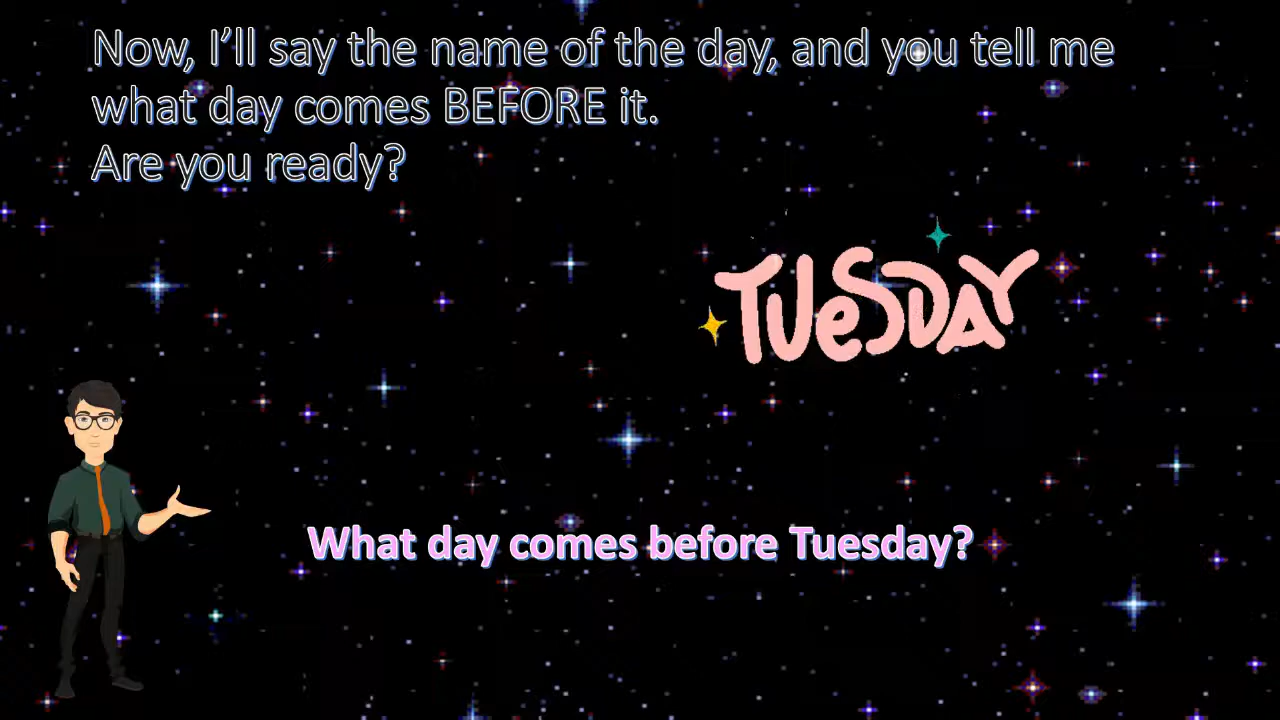 Now, I’ll say the name of the day, and you tell me
what day comes BEFORE it.
Are you ready?
TUeSDAY
What day comes before Tuesday?